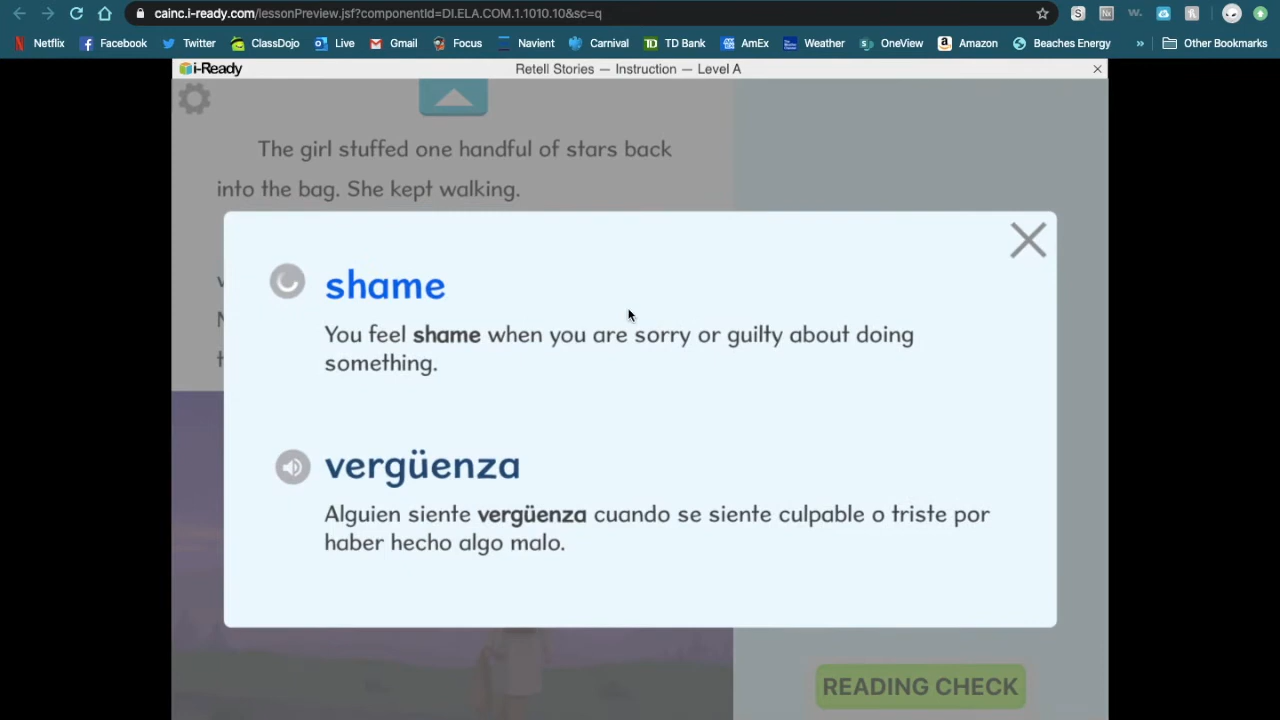 cainc.i-ready.com/lessonPreview.jsf?componentId=DI.ELA.COM.1.1010.10&sc=q
Netflix Facebook Twitter ClassDojo Live Gmail Focus Navient Carnival TD Bank AmEx Weather OneView Amazon Beaches Energy » Other Bookmarks
i-Ready Retell Stories — Instruction — Level A
The girl stuffed one handful of stars back
into the bag. She kept walking.
shame
You feel shame when you are sorry or guilty about doing
something.
vergüenza
Alguien siente vergüenza cuando se siente culpable o triste por
haber hecho algo malo.
READING CHECK